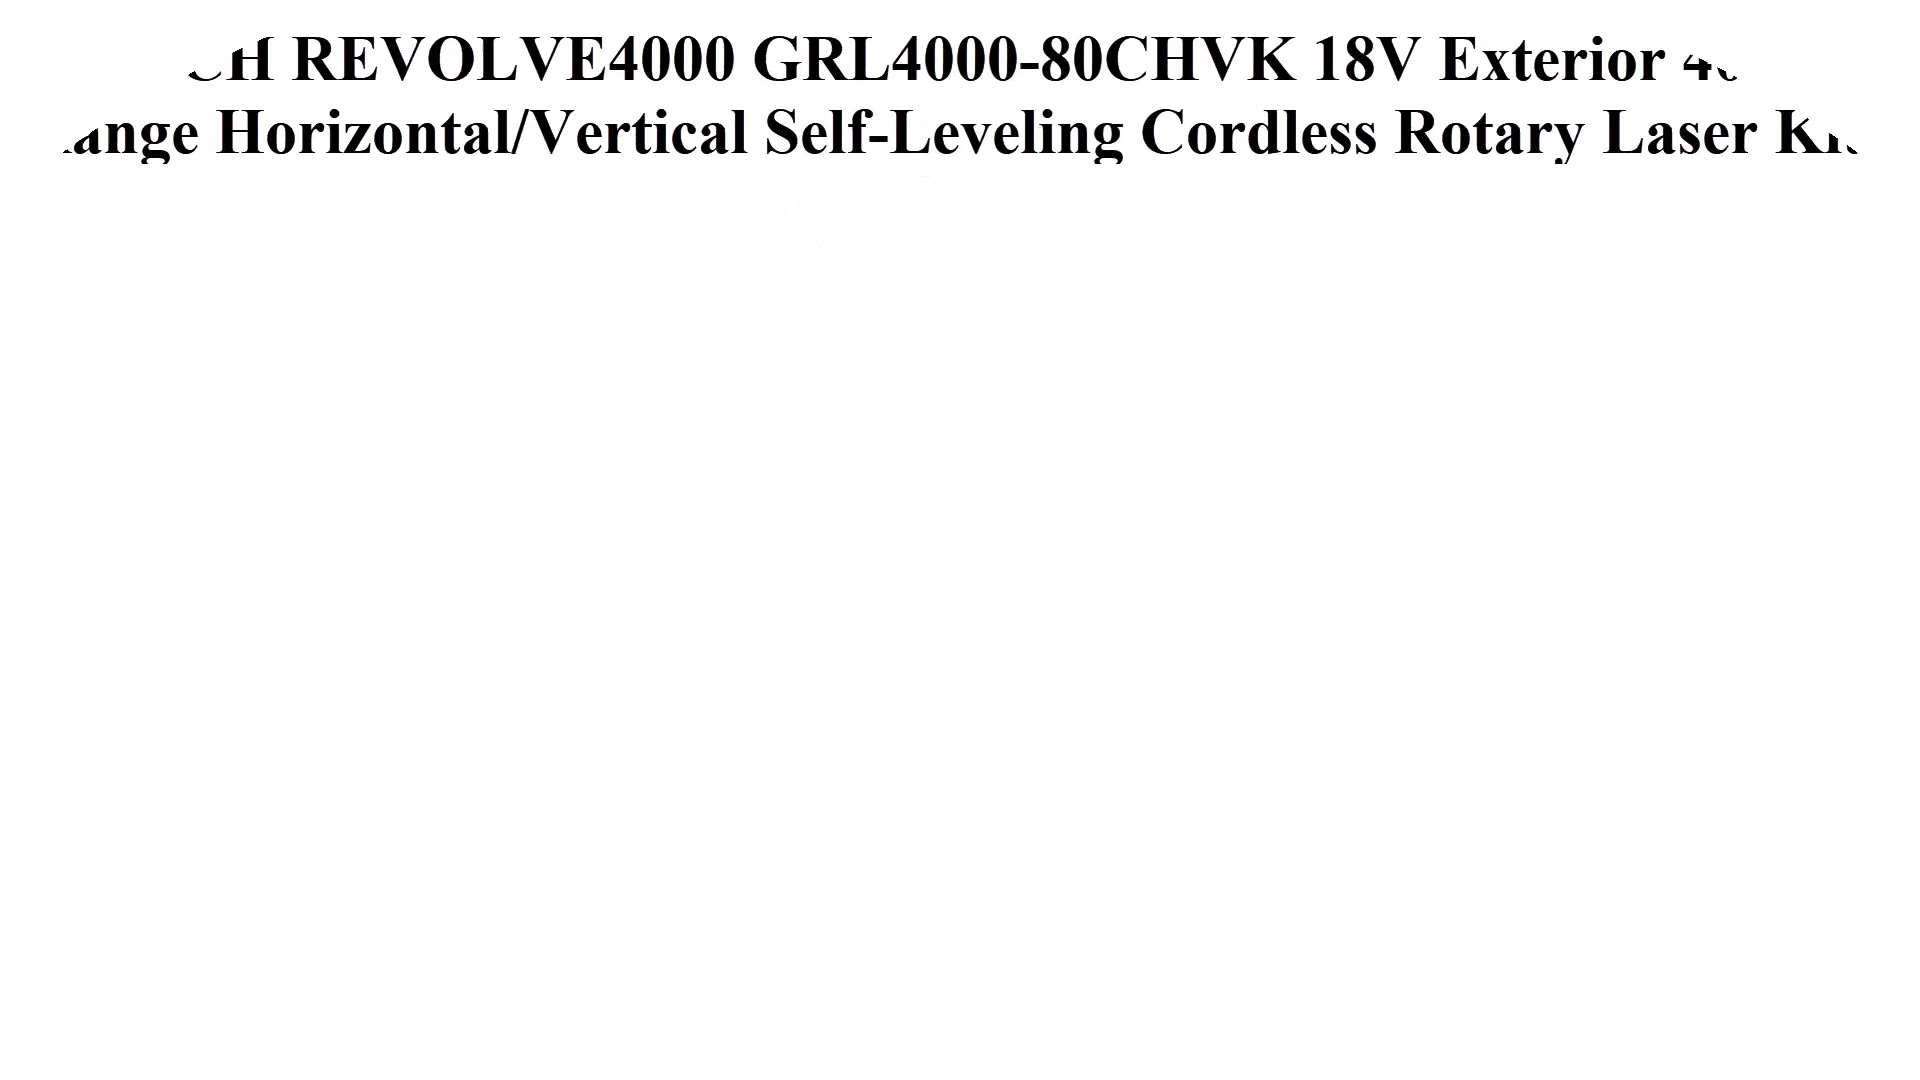 REVOLVE4000 GRL4000-80CHVK 18V Exterior
Horizontal/Vertical Self-Leveling Cordless Rotary Laser